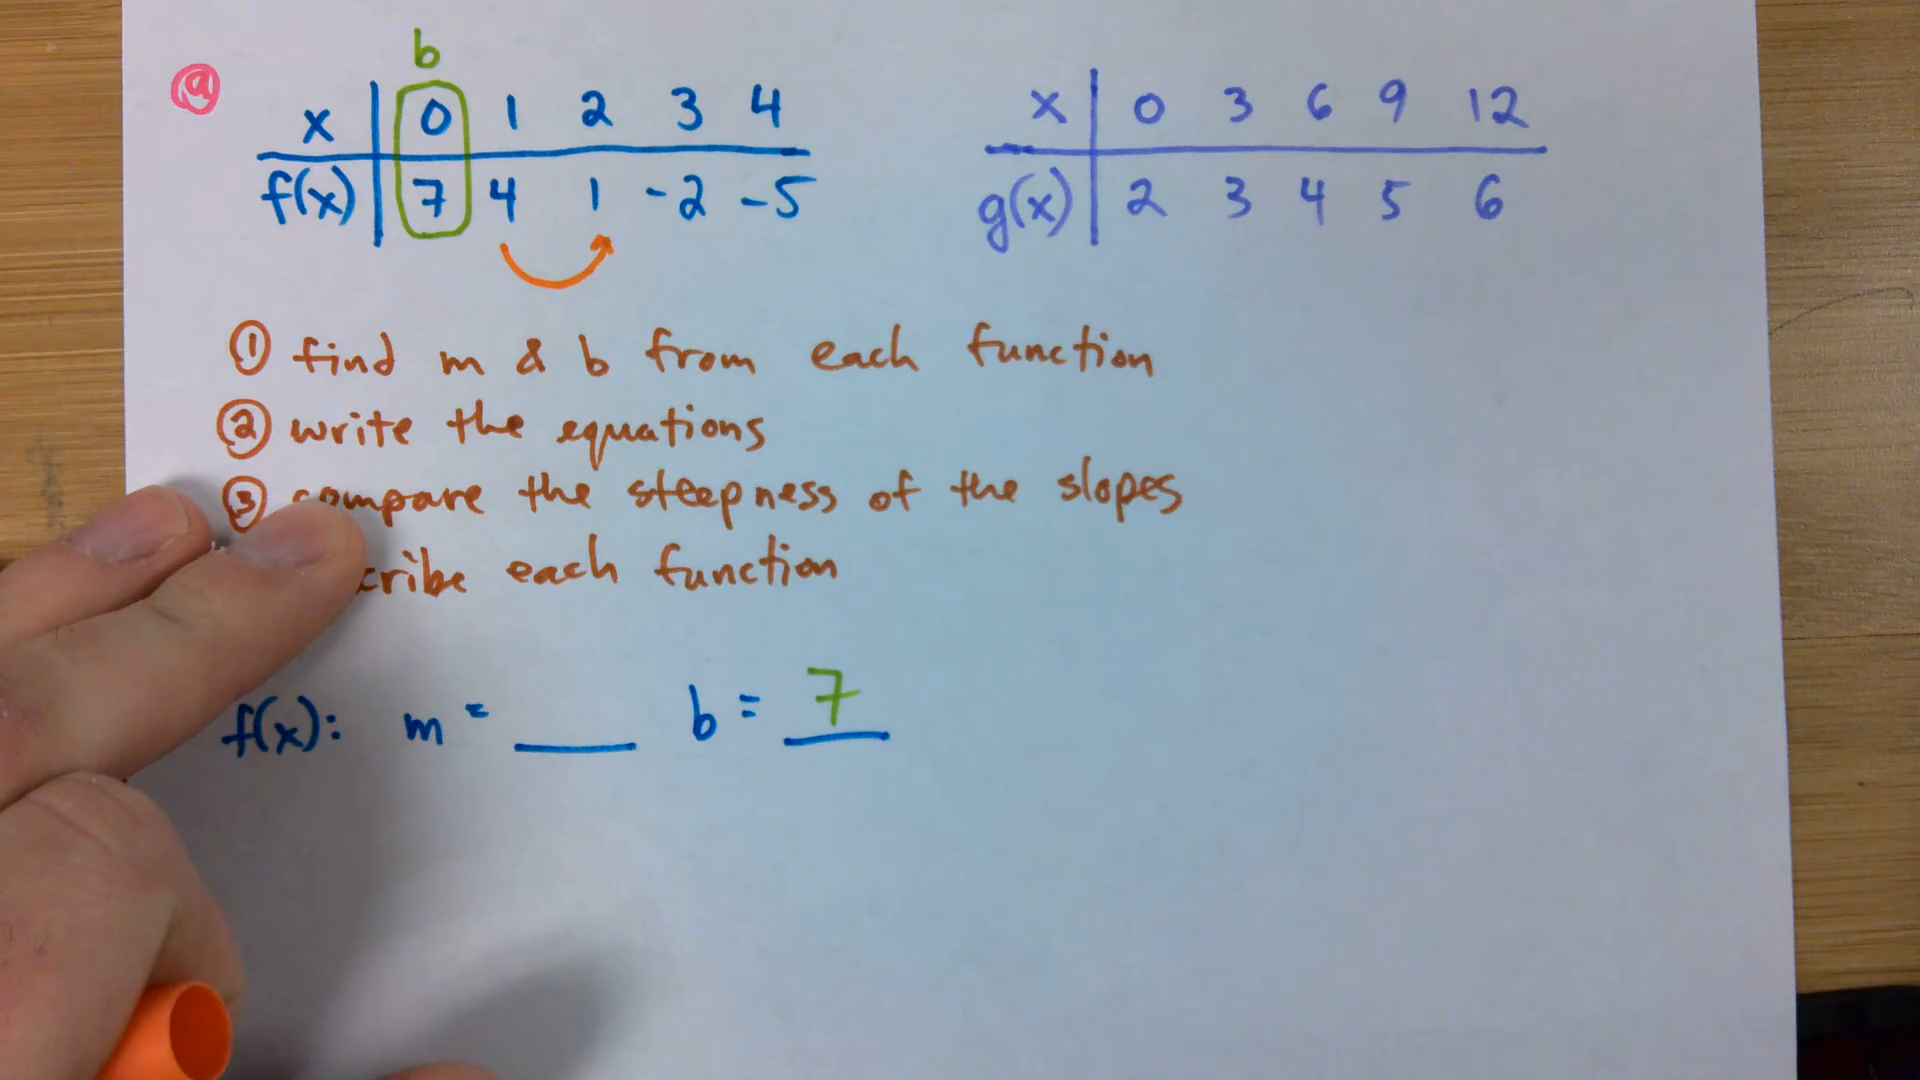 b
a
x 0 1 2 3 4
f(x) 7 4 1 -2 -5
x 0 3 6 9 12
g(x) 2 3 4 5 6
① find m & b from each function
② write the equations
③ compare the steepness of the slopes
cribe each function
f(x): m = ____ b = 7